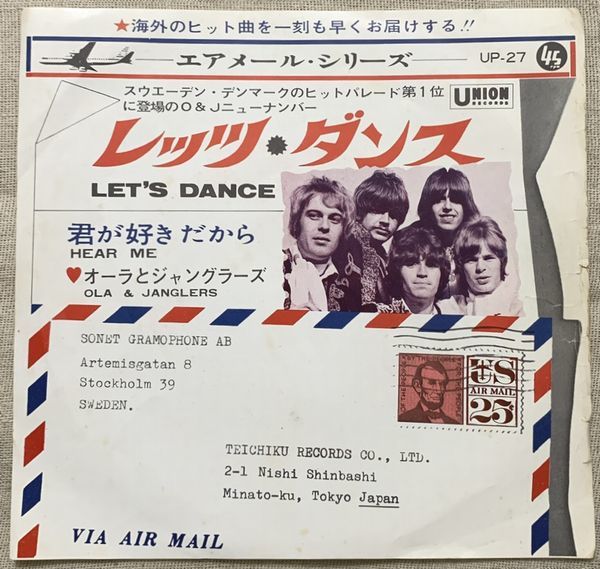 ★海外のヒット曲を一刻も早くお届けする!!
エアメール・シリーズ
UP-27
45
スウエーデン・デンマークのヒットパレード第1位
に登場のO&Jニューナンバー
UNION
RECORDS
レッツ・ダンス
LET'S DANCE
君が好きだから
HEAR ME
♥オーラとジャングラーズ
OLA & JANGLERS
SONET GRAMOPHONE AB
Artemisgatan 8
Stockholm 39
SWEDEN.
US
AIR MAIL
25¢
TEICHIKU RECORDS CO., LTD.
2-1 Nishi Shinbashi
Minato-ku, Tokyo Japan
VIA AIR MAIL